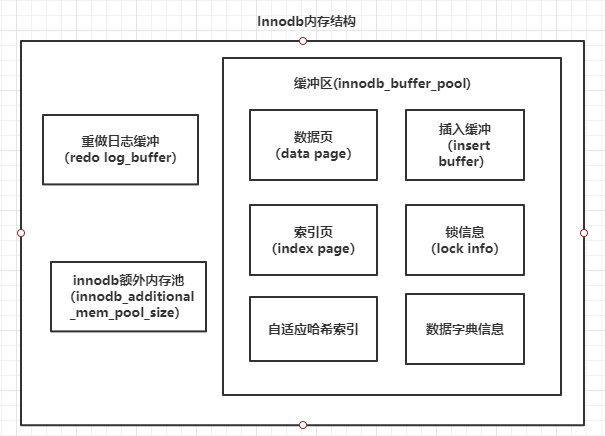 Innodb内存结构
缓冲区(innodb_buffer_pool)
重做日志缓冲
（redo log_buffer)
数据页
（data page)
插入缓冲
（insert
buffer)
索引页
（index page)
锁信息
（lock info)
innodb额外内存池
（innodb_additional
_mem_pool_size)
自适应哈希索引
数据字典信息